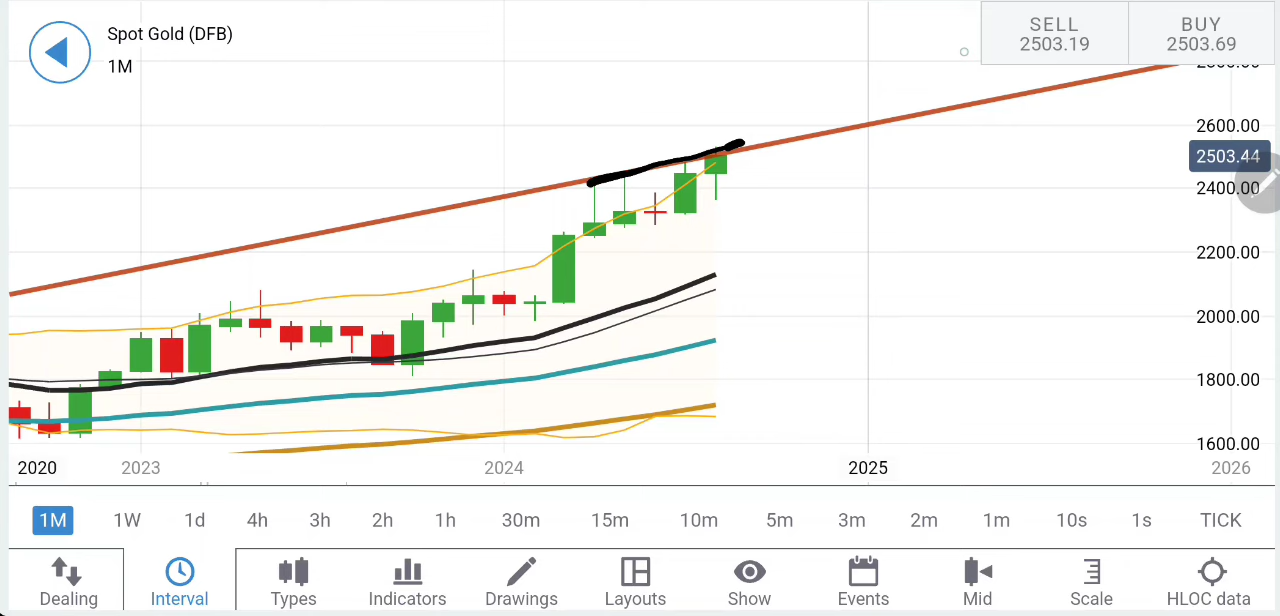 Spot Gold (DFB)
1M
SELL
2503.19
BUY
2503.69
2600.00
2503.44
2400.00
2200.00
2000.00
1800.00
1600.00
2020 2023 2024 2025 2026
1M 1W 1d 4h 3h 2h 1h 30m 15m 10m 5m 3m 2m 1m 10s 1s TICK
Dealing Interval Types Indicators Drawings Layouts Show Events Mid Scale HLOC data